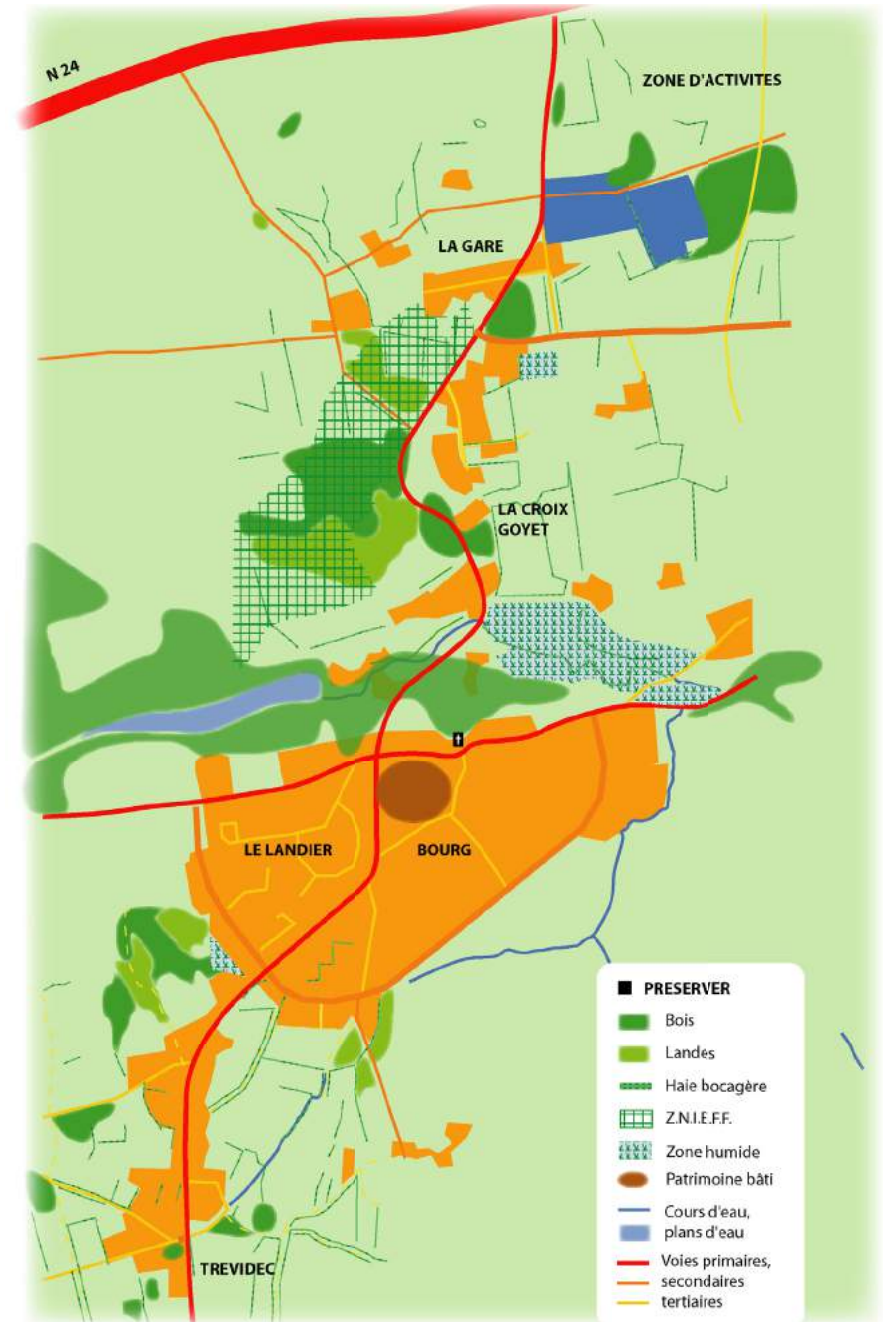 N 24
ZONE D'ACTIVITES
LA GARE
LA CROIX
GOYET
LE LANDIER
BOURG
TREVIDEC
PRESERVER
Bois
Landes
Haie bocagère
Z.N.I.E.F.F.
Zone humide
Patrimoine bâti
Cours d'eau,
plans d'eau
Voies primaires,
secondaires
tertiaires